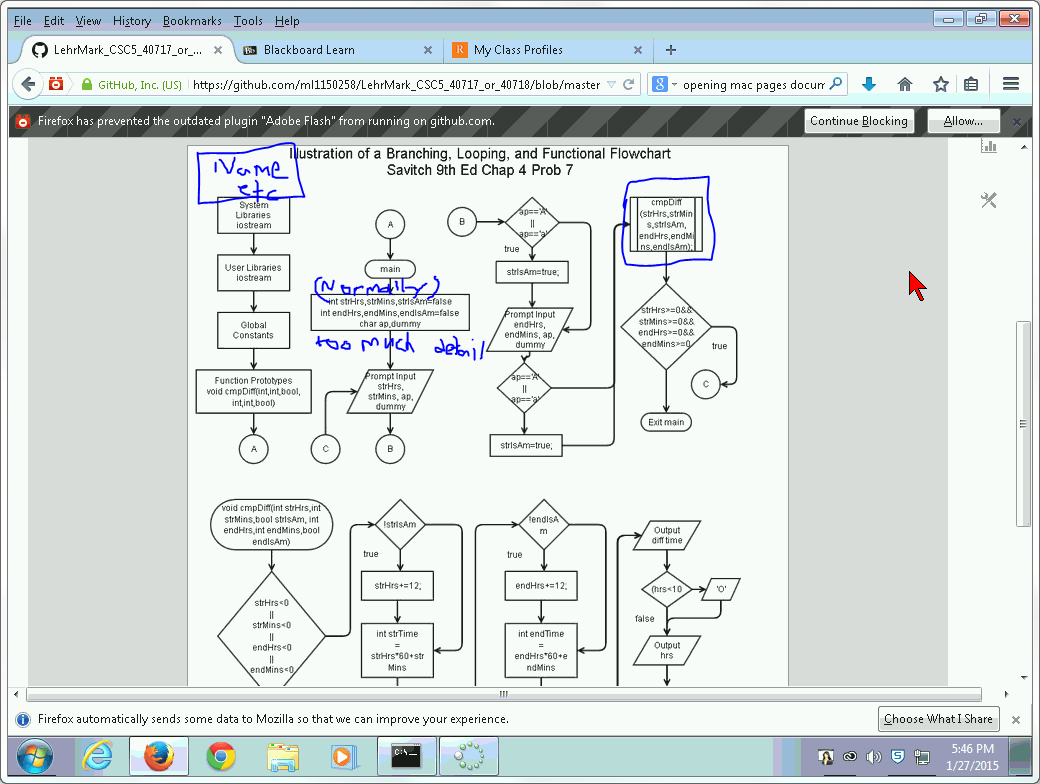 File Edit View History Bookmarks Tools Help
LehrMark_CSC5_40717_or_...
Blackboard Learn
My Class Profiles
GitHub, Inc. (US) https://github.com/ml1150258/LehrMark_CSC5_40717_or_40718/blob/master
opening mac pages docum
Firefox has prevented the outdated plugin "Adobe Flash" from running on github.com.
Continue Blocking
Allow...
Illustration of a Branching, Looping, and Functional Flowchart
Savitch 9th Ed Chap 4 Prob 7
Name
etc
System
Libraries
iostream
User Libraries
iostream
Global
Constants
Function Prototypes
void cmpDiff(int,int,bool,
int,int,bool)
A
A
main
(Normally)
int strHrs,strMins,strIsAm=false
int endHrs,endMins,endIsAm=false
char ap,dummy
too much detail
Prompt Input
strHrs,
strMins, ap,
dummy
C
B
B
ap=='A'
||
ap=='a'
true
strIsAm=true;
Prompt Input
endHrs,
endMins, ap,
dummy
ap=='A'
||
ap=='a'
strIsAm=true;
cmpDiff
(strHrs,strMin
s,strIsAm,
endHrs,endMi
ns,endIsAm);
strHrs>=0&&
strMins>=0&&
endHrs>=0&&
endMins>=0
true
C
Exit main
void cmpDiff(int strHrs,int
strMins,bool strIsAm, int
endHrs,int endMins,bool
endIsAm)
strHrs<0
||
strMins<0
||
endHrs<0
||
endMins<0
!strIsAm
true
strHrs+=12;
int strTime
=
strHrs*60+str
Mins
!endIsA
m
true
endHrs+=12;
int endTime
=
endHrs*60+e
ndMins
Output
diff time
(hrs<10
'O'
false
Output
hrs
Firefox automatically sends some data to Mozilla so that we can improve your experience.
Choose What I Share
C:\
5:46 PM
1/27/2015